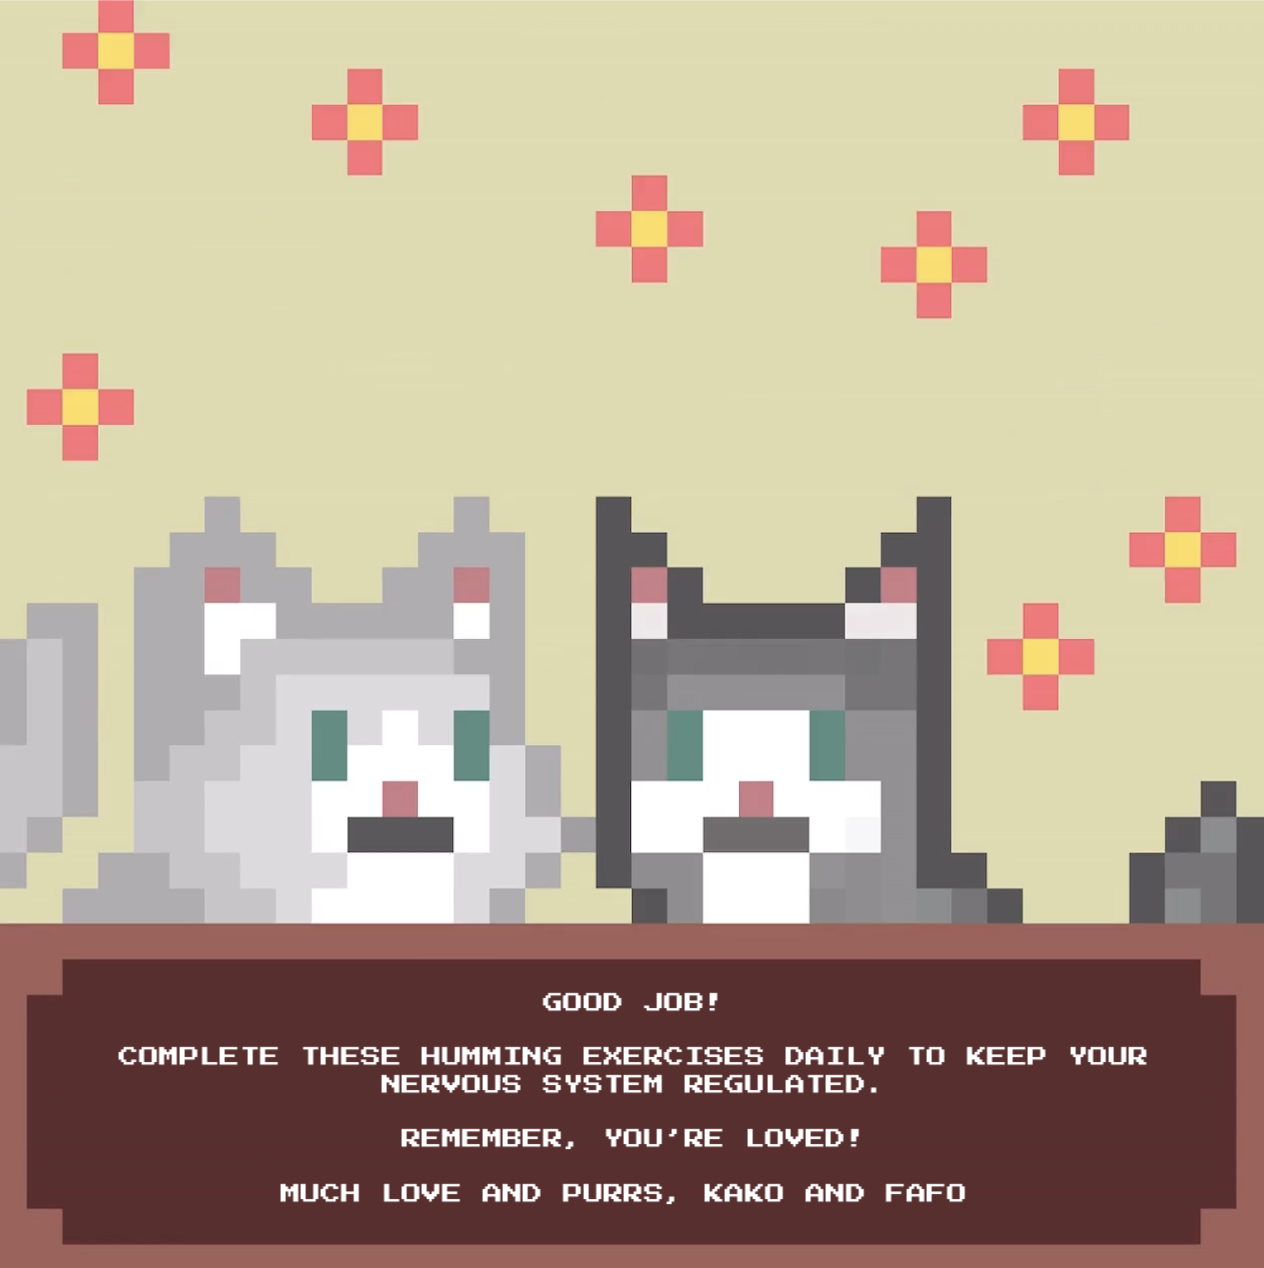 GOOD JOB!
COMPLETE THESE HUMMING EXERCISES DAILY TO KEEP YOUR
NERVOUS SYSTEM REGULATED.
REMEMBER, YOU'RE LOVED!
MUCH LOVE AND PURRS, KAKO AND FAFO